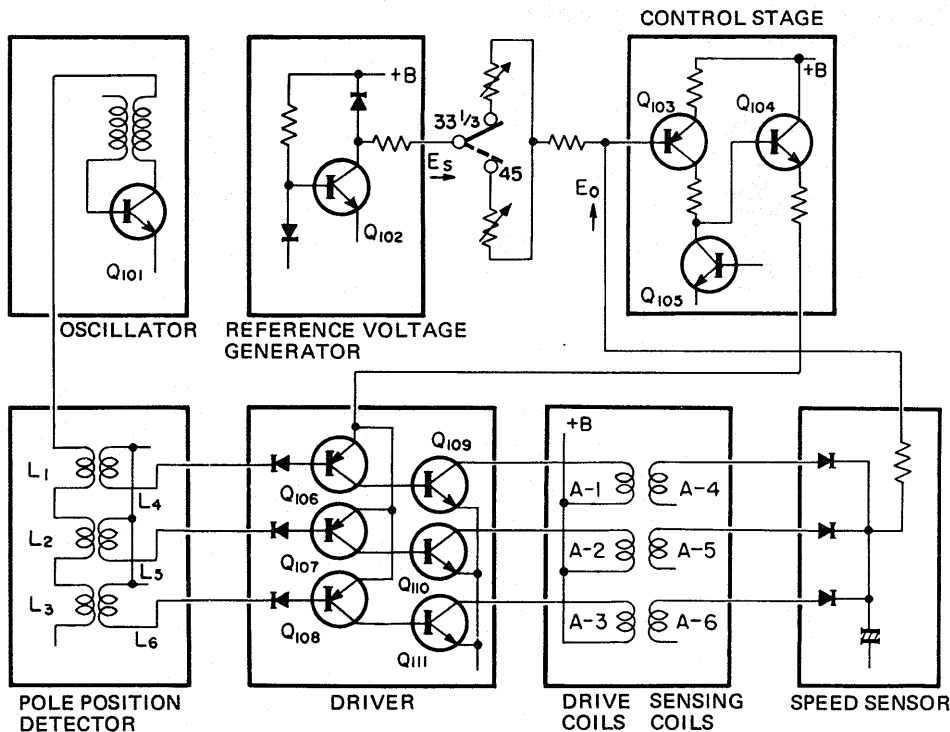 CONTROL STAGE
+B
+B
Q103
Q104
33 1/3
Es
45
Eo
Q101
Q102
Q105
OSCILLATOR
REFERENCE VOLTAGE
GENERATOR
+B
Q109
L1
L4
Q106
A-1
A-4
L2
L5
Q107
Q110
A-2
A-5
L3
L6
Q108
Q111
A-3
A-6
POLE POSITION
DETECTOR
DRIVER
DRIVE
COILS
SENSING
COILS
SPEED SENSOR